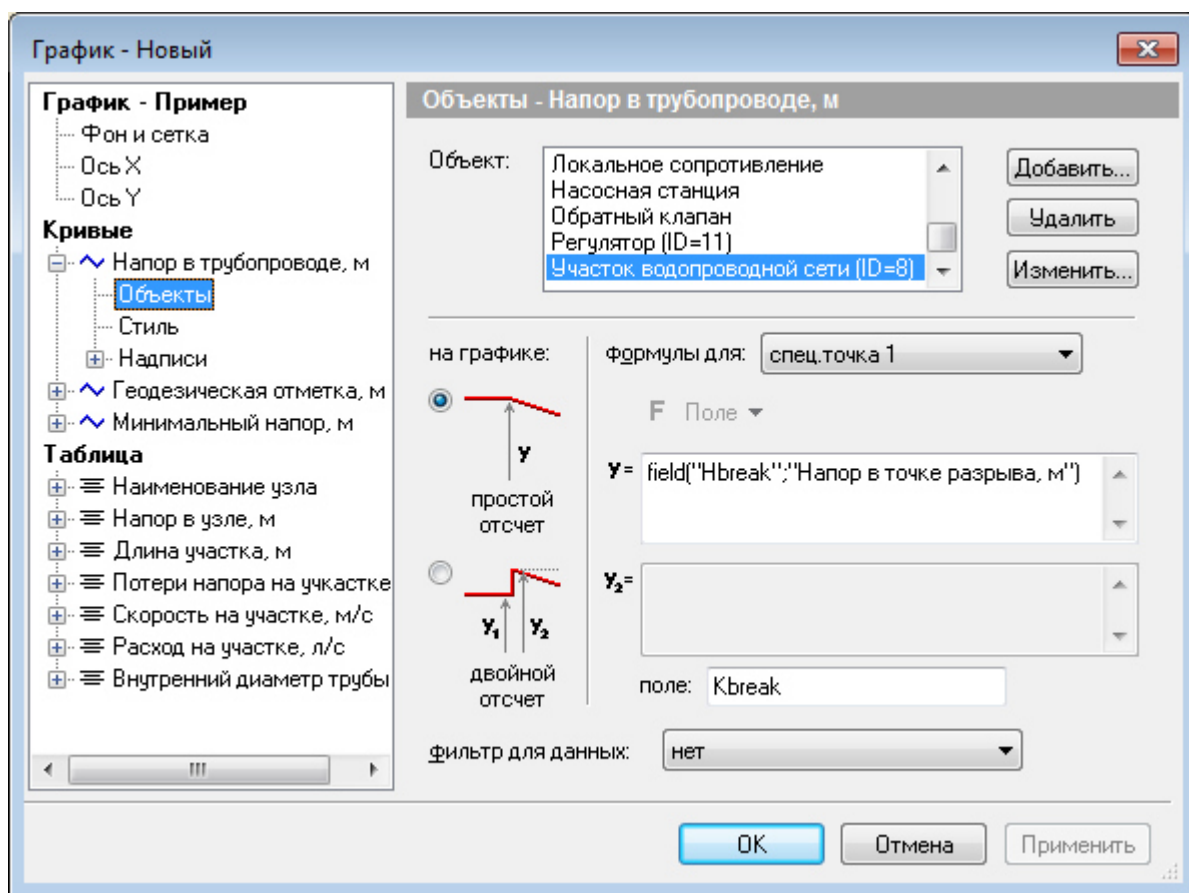 График - Новый
График - Пример
Фон и сетка
Ось X
Ось Y
Кривые
Напор в трубопроводе, м
Объекты
Стиль
Надписи
Геодезическая отметка, м
Минимальный напор, м
Таблица
Наименование узла
Напор в узле, м
Длина участка, м
Потери напора на учкастке
Скорость на участке, м/с
Расход на участке, л/с
Внутренний диаметр трубы
Объекты - Напор в трубопроводе, м
Объект:
Локальное сопротивление
Насосная станция
Обратный клапан
Регулятор (ID=11)
Участок водопроводной сети (ID=8)
Добавить...
Удалить
Изменить...
на графике:
y
простой
отсчет
y₁ y₂
двойной
отсчет
формулы для: спец.точка 1
F Поле
y= field("Hbreak";"Напор в точке разрыва, м")
y₂=
поле: Kbreak
фильтр для данных: нет
OK Отмена Применить